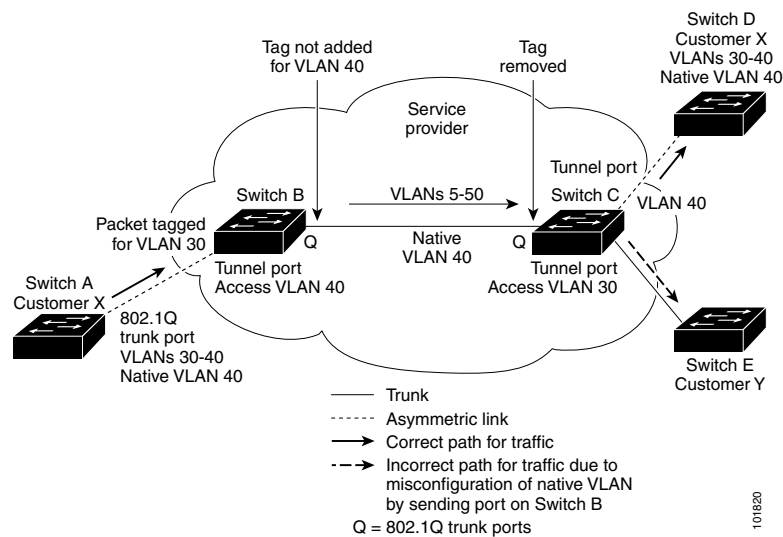 Tag not added
for VLAN 40
Tag
removed
Switch D
Customer X
VLANs 30-40
Native VLAN 40
Service
provider
Tunnel port
Switch B
VLANs 5-50
Switch C
VLAN 40
Packet tagged
for VLAN 30
Q
Native
VLAN 40
Q
Tunnel port
Access VLAN 40
Tunnel port
Access VLAN 30
Switch A
Customer X
802.1Q
trunk port
VLANs 30-40
Native VLAN 40
Switch E
Customer Y
Trunk
Asymmetric link
Correct path for traffic
Incorrect path for traffic due to
misconfiguration of native VLAN
by sending port on Switch B
Q = 802.1Q trunk ports
101820